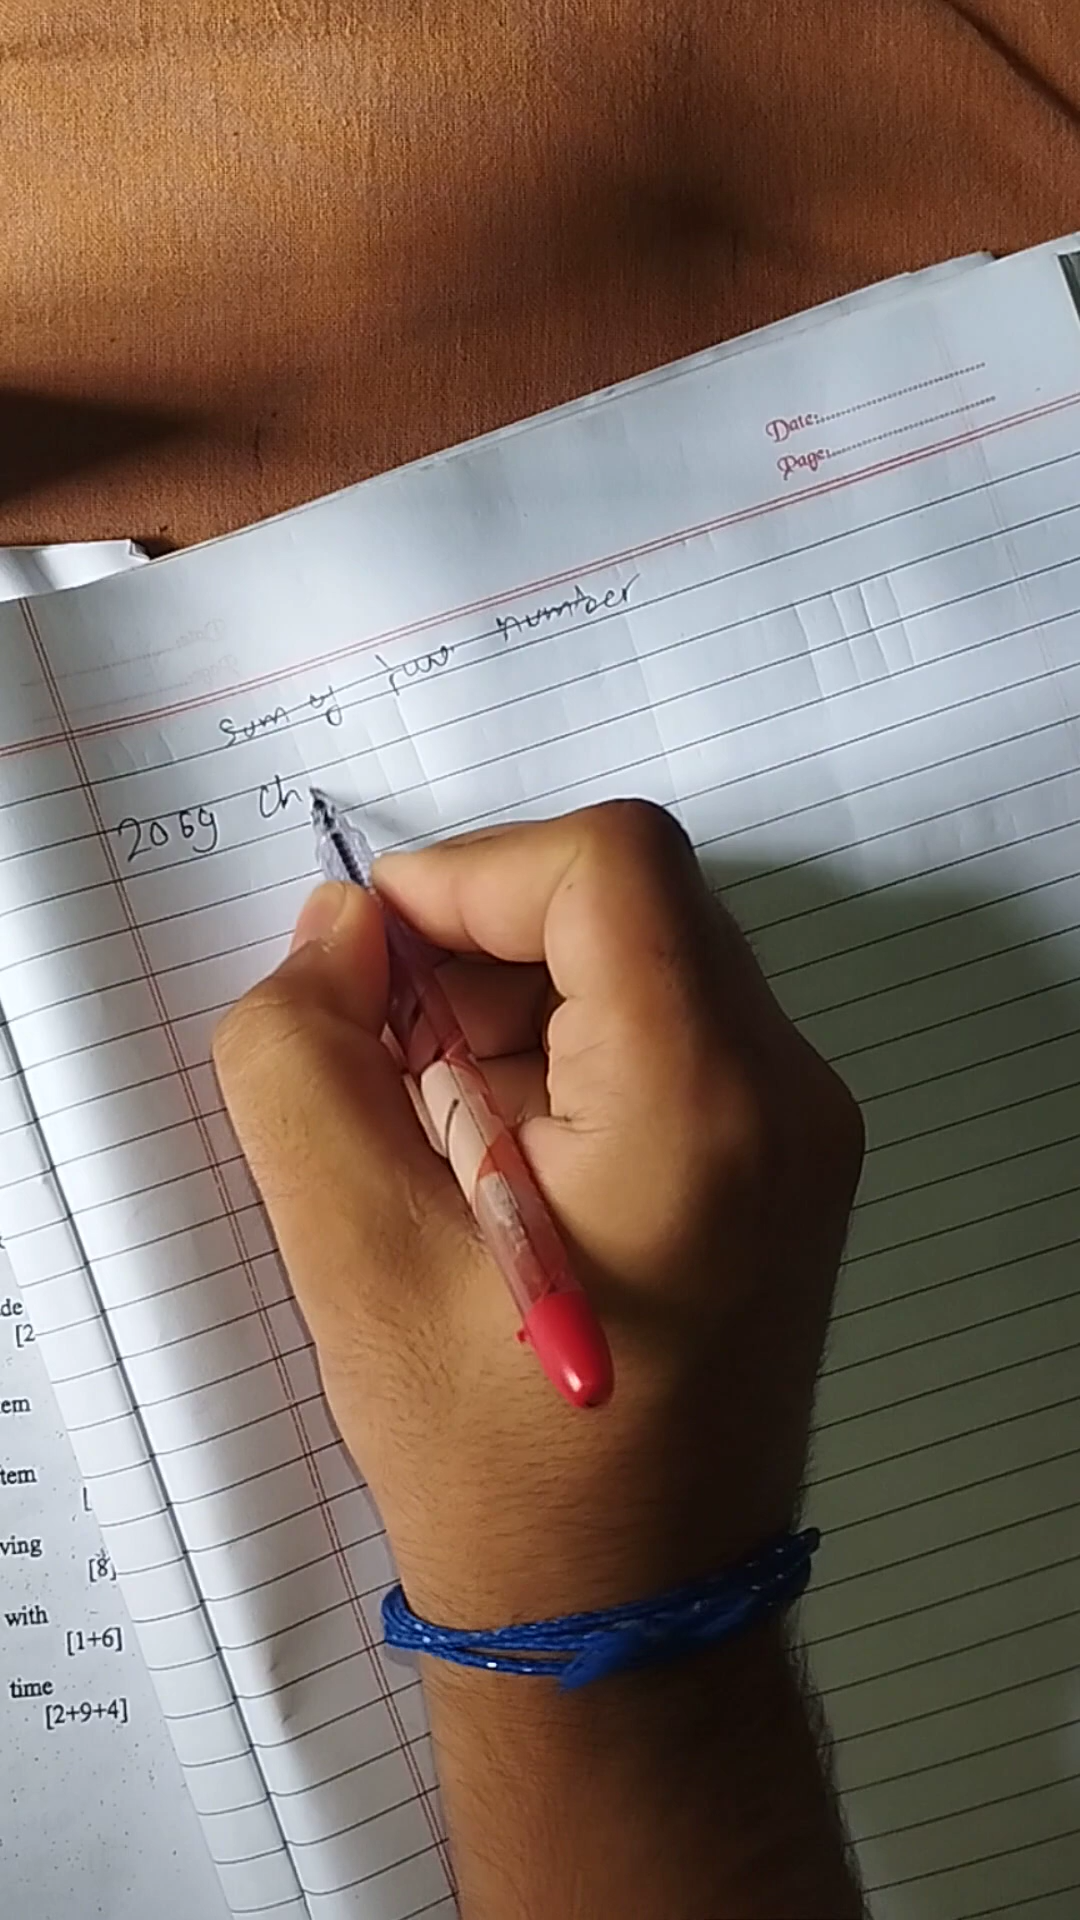 Date:
Page:
sum of two number
2069 Ch
de
[2
em
tem
[
ving
[8]
with
[1+6]
time
[2+9+4]